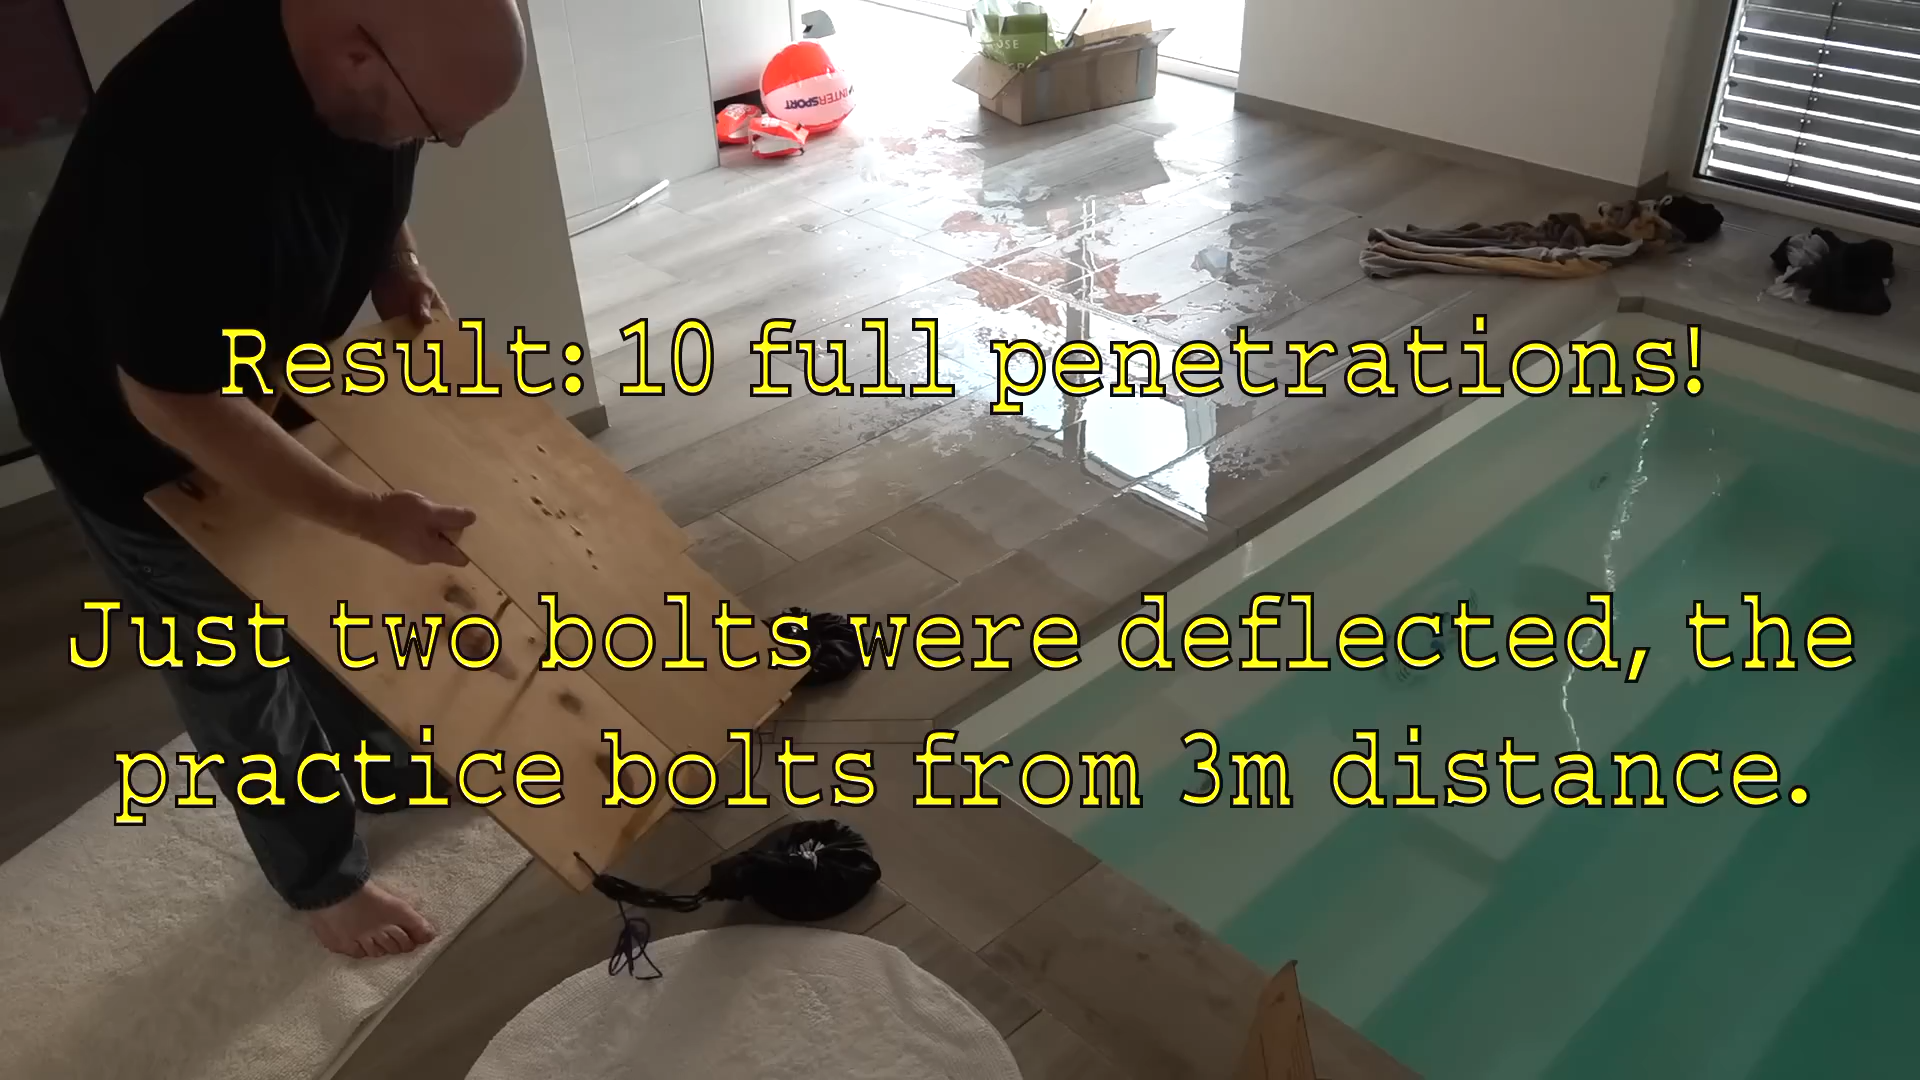 INTERSPORT
Result: 10 full penetrations!
Just two bolts were deflected, the
practice bolts from 3m distance.